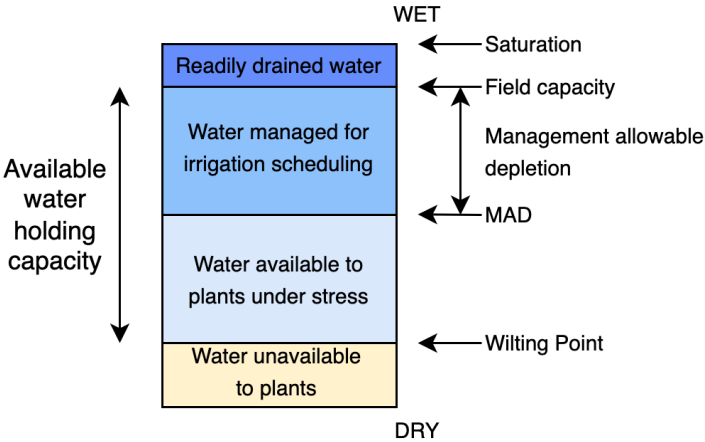 WET
Saturation
Readily drained water
Field capacity
Water managed for
irrigation scheduling
Management allowable
depletion
Available
water
holding
capacity
MAD
Water available to
plants under stress
Wilting Point
Water unavailable
to plants
DRY